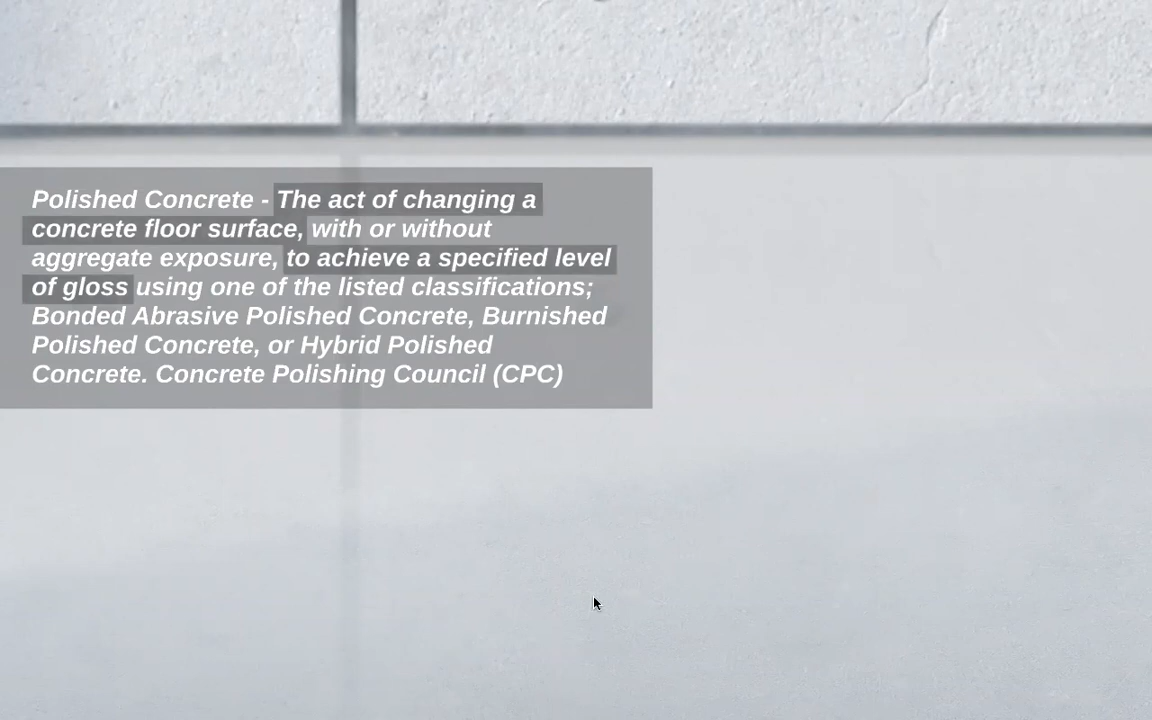 Polished Concrete - The act of changing a
concrete floor surface, with or without
aggregate exposure, to achieve a specified level
of gloss using one of the listed classifications;
Bonded Abrasive Polished Concrete, Burnished
Polished Concrete, or Hybrid Polished
Concrete. Concrete Polishing Council (CPC)